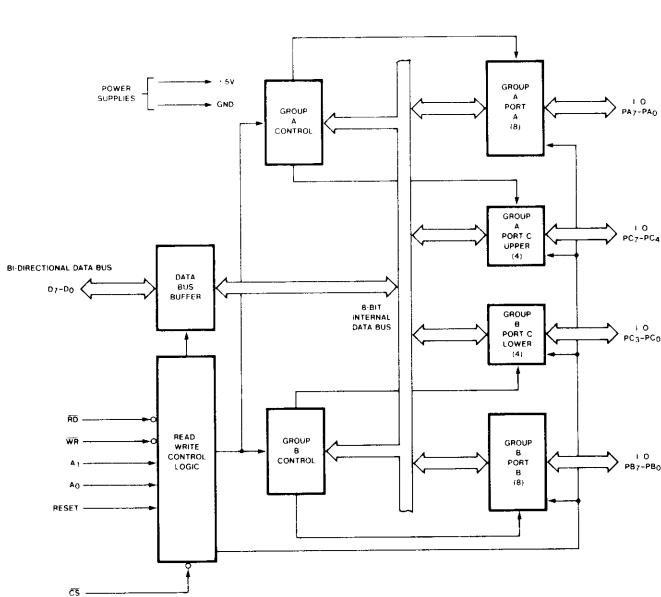 POWER
SUPPLIES
+5V
GND
GROUP
A
CONTROL
GROUP
A
PORT
A
(8)
I O
PA7-PA0
GROUP
A
PORT C
UPPER
(4)
I O
PC7-PC4
BI-DIRECTIONAL DATA BUS
D7-D0
DATA
BUS
BUFFER
8-BIT
INTERNAL
DATA BUS
GROUP
B
PORT C
LOWER
(4)
I O
PC3-PC0
RD
WR
A1
A0
RESET
CS
READ
WRITE
CONTROL
LOGIC
GROUP
B
CONTROL
GROUP
B
PORT
B
(8)
I O
PB7-PB0